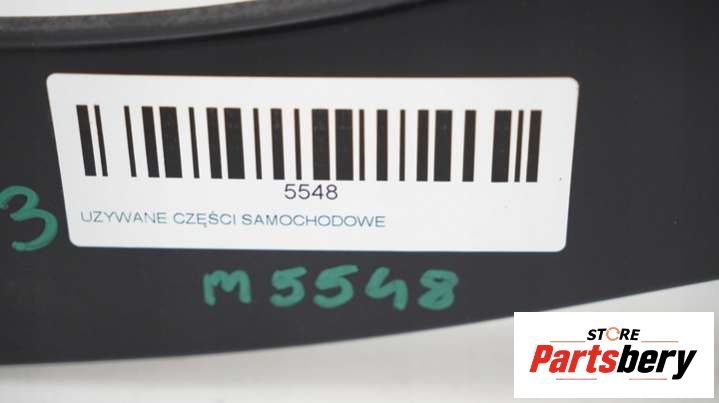 5548
UZYWANE CZĘŚCI SAMOCHODOWE
3
M5548
STORE
Partsbery